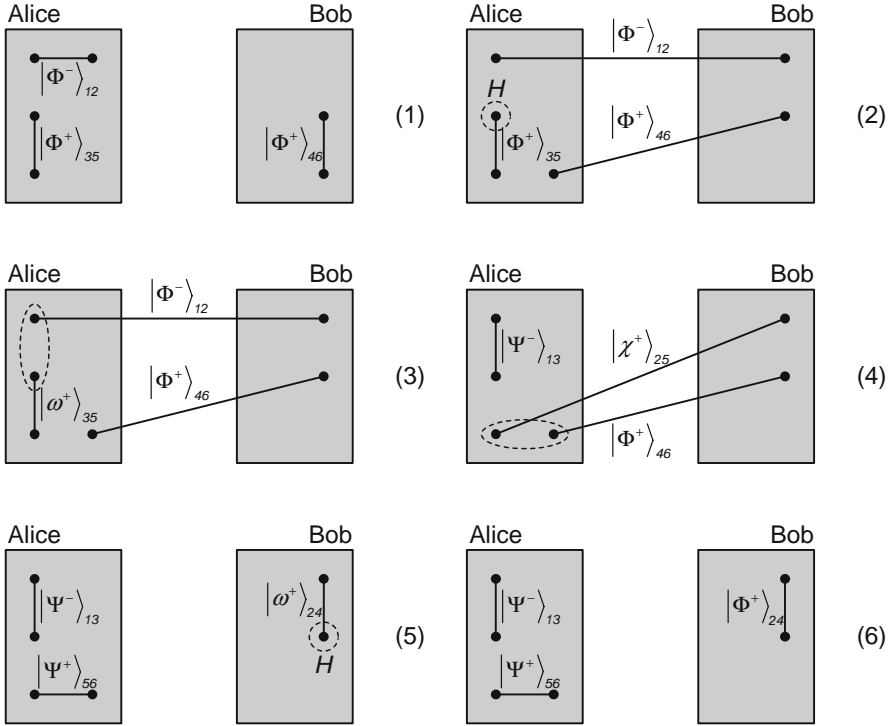 Alice Bob
|Φ⁻⟩₁₂
|Φ⁺⟩₃₅ |Φ⁺⟩₄₆ (1)
Alice Bob
|Φ⁻⟩₁₂
H
|Φ⁺⟩₄₆
|Φ⁺⟩₃₅ (2)
Alice Bob
|Φ⁻⟩₁₂
|Φ⁺⟩₄₆ (3)
|ω⁺⟩₃₅
Alice Bob
|Ψ⁻⟩₁₃ |χ⁺⟩₂₅ (4)
|Φ⁺⟩₄₆
Alice Bob
|ω⁺⟩₂₄
|Ψ⁻⟩₁₃ (5)
H
|Ψ⁺⟩₅₆
Alice Bob
|Ψ⁻⟩₁₃ |Φ⁺⟩₂₄ (6)
|Ψ⁺⟩₅₆